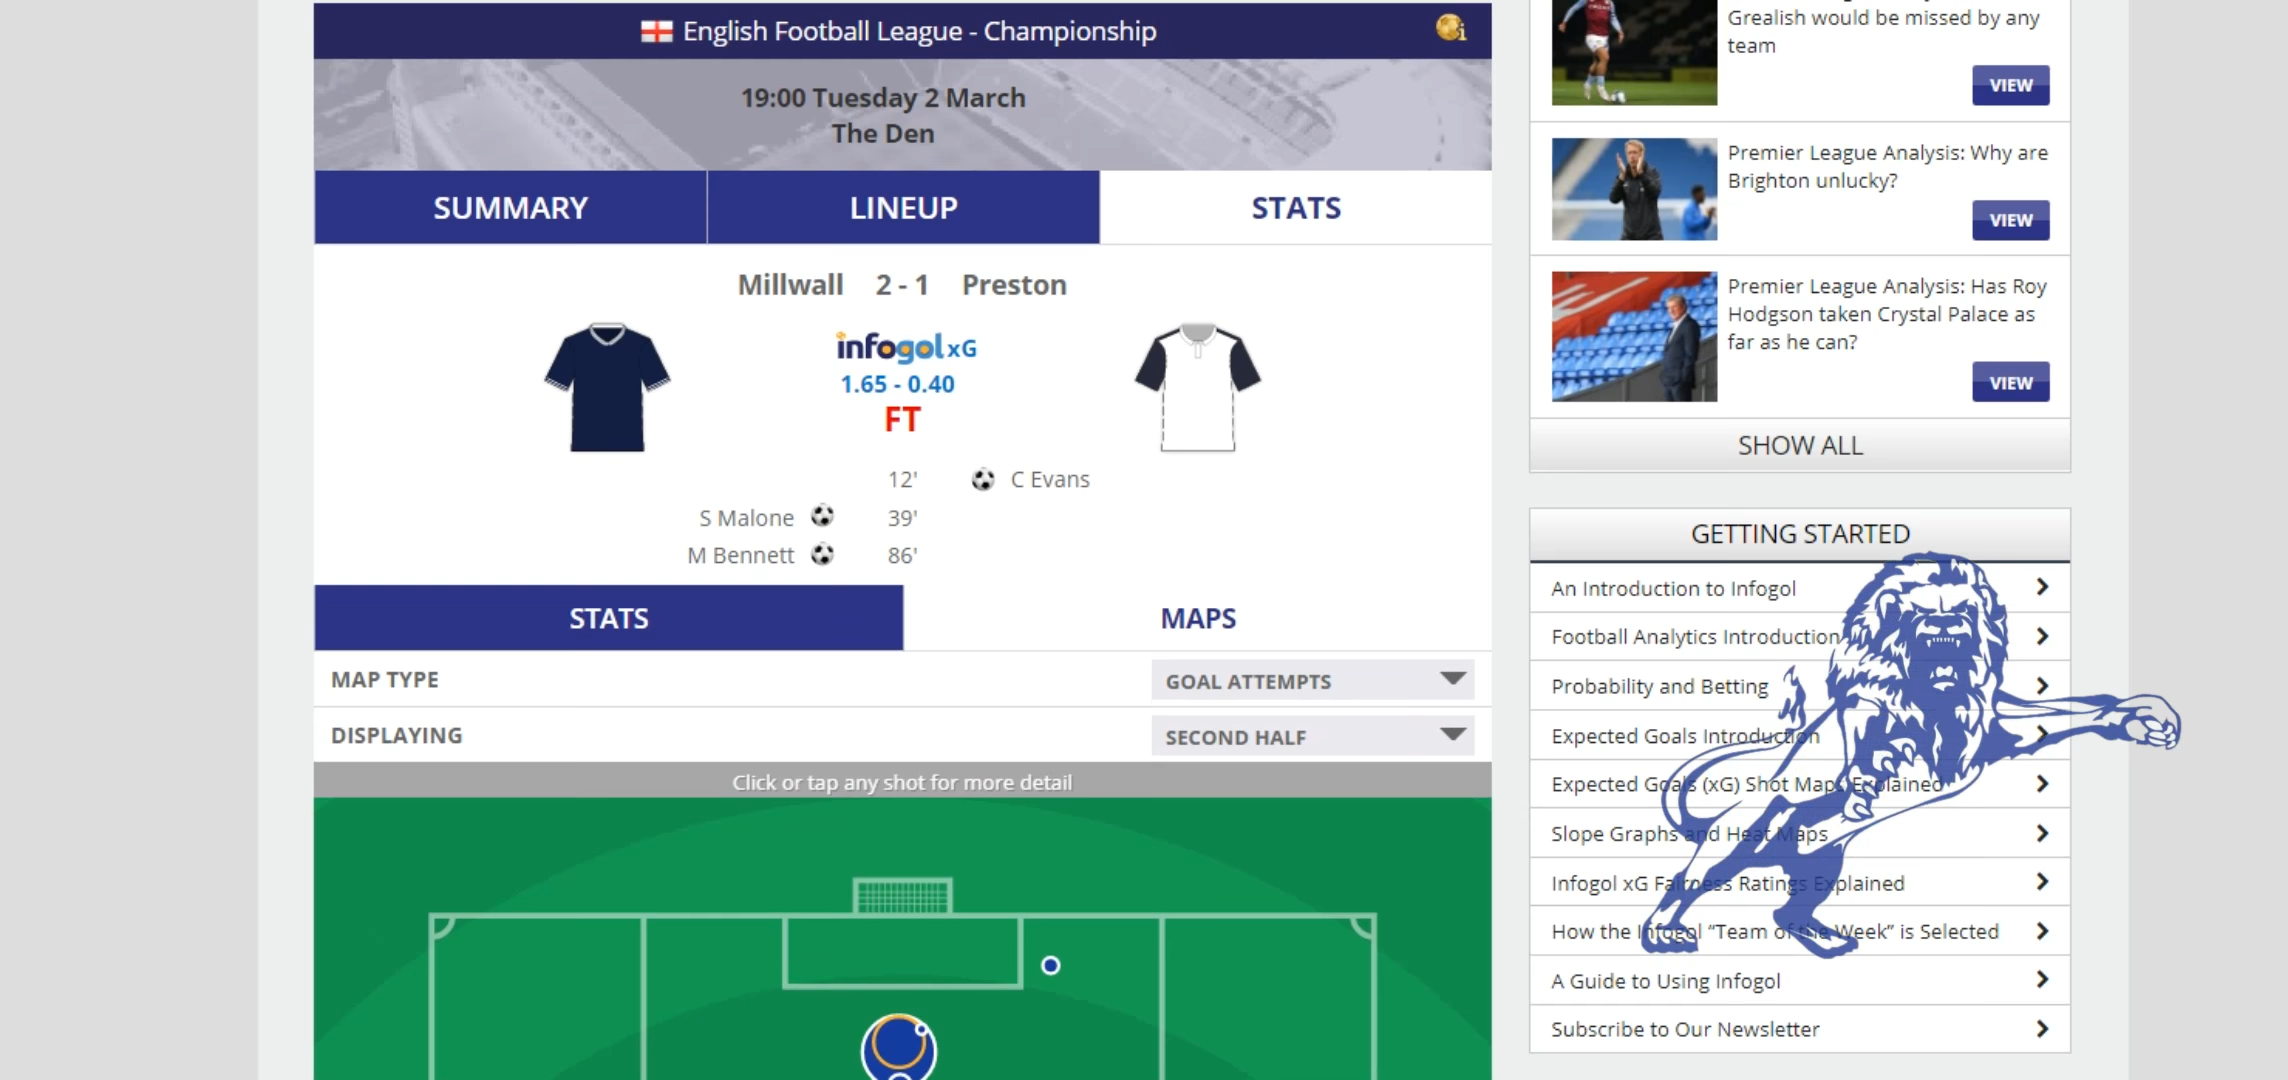 English Football League - Championship
19:00 Tuesday 2 March
The Den
SUMMARY
LINEUP
STATS
Millwall 2 - 1 Preston
infogol xG
1.65 - 0.40
FT
12' C Evans
S Malone 39'
M Bennett 86'
STATS
MAPS
MAP TYPE
GOAL ATTEMPTS
DISPLAYING
SECOND HALF
Click or tap any shot for more detail
Grealish would be missed by any
team
VIEW
Premier League Analysis: Why are
Brighton unlucky?
VIEW
Premier League Analysis: Has Roy
Hodgson taken Crystal Palace as
far as he can?
VIEW
SHOW ALL
GETTING STARTED
An Introduction to Infogol
Football Analytics Introduction
Probability and Betting
Expected Goals Introduction
Expected Goals (xG) Shot Maps Explained
Slope Graphs and Heat Maps
Infogol xG Fairness Ratings Explained
How the Infogol “Team of the Week” is Selected
A Guide to Using Infogol
Subscribe to Our Newsletter